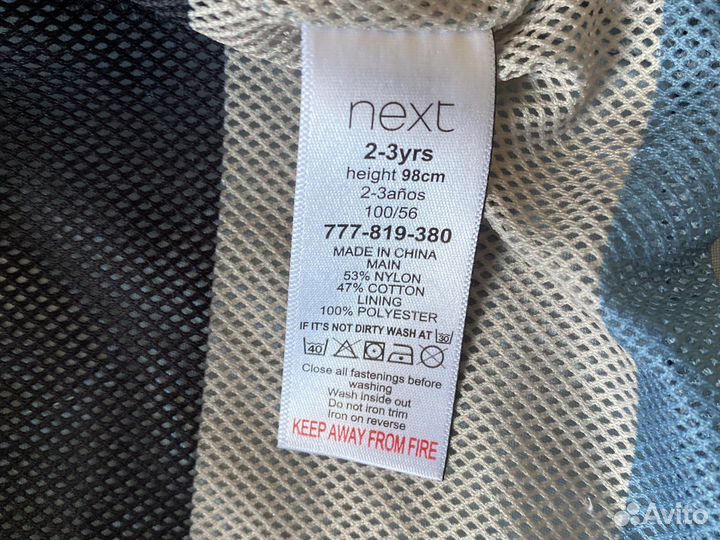 next
2-3yrs
height 98cm
2-3años
100/56
777-819-380
MADE IN CHINA
MAIN
53% NYLON
47% COTTON
LINING
100% POLYESTER
IF IT'S NOT DIRTY WASH AT 30
40
Close all fastenings before
washing
Wash inside out
Do not iron trim
Iron on reverse
KEEP AWAY FROM FIRE
Avito